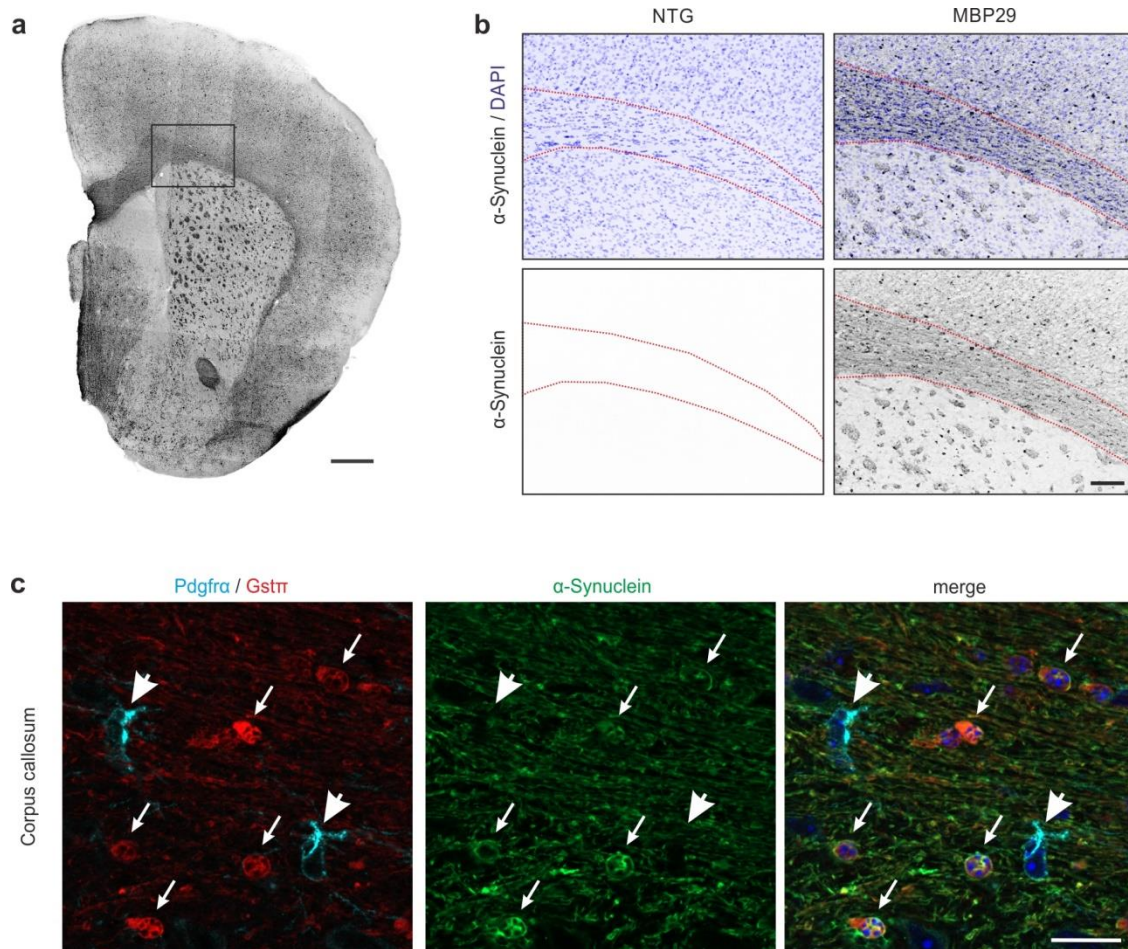 a
b
NTG
MBP29
α-Synuclein / DAPI
α-Synuclein
c
Pdgfrα / Gstπ
α-Synuclein
merge
Corpus callosum